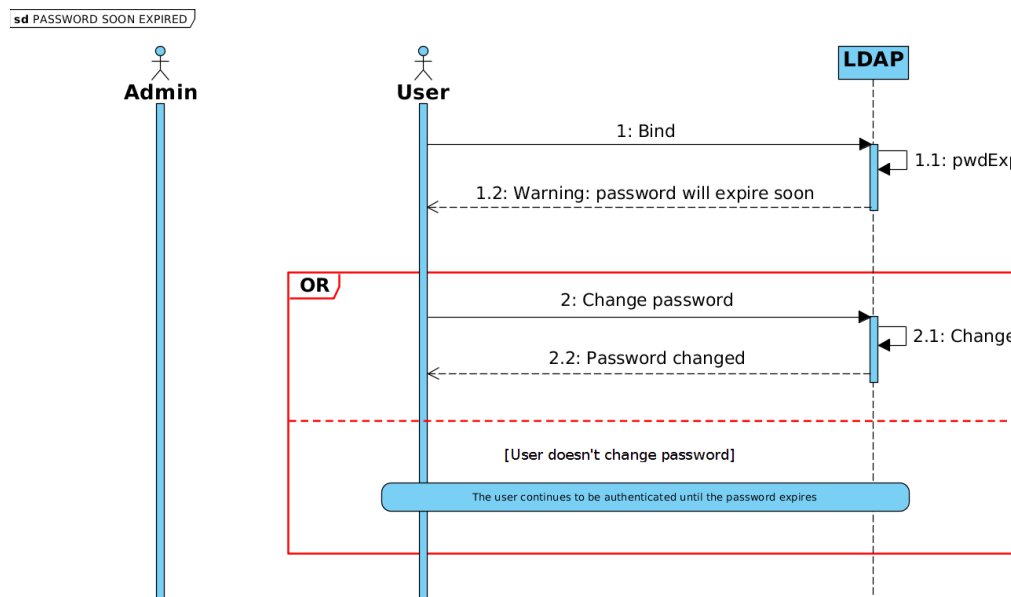 sd PASSWORD SOON EXPIRED
Admin
User
LDAP
1: Bind
1.1: pwdExp
1.2: Warning: password will expire soon
OR
2: Change password
2.1: Change
2.2: Password changed
[User doesn't change password]
The user continues to be authenticated until the password expires